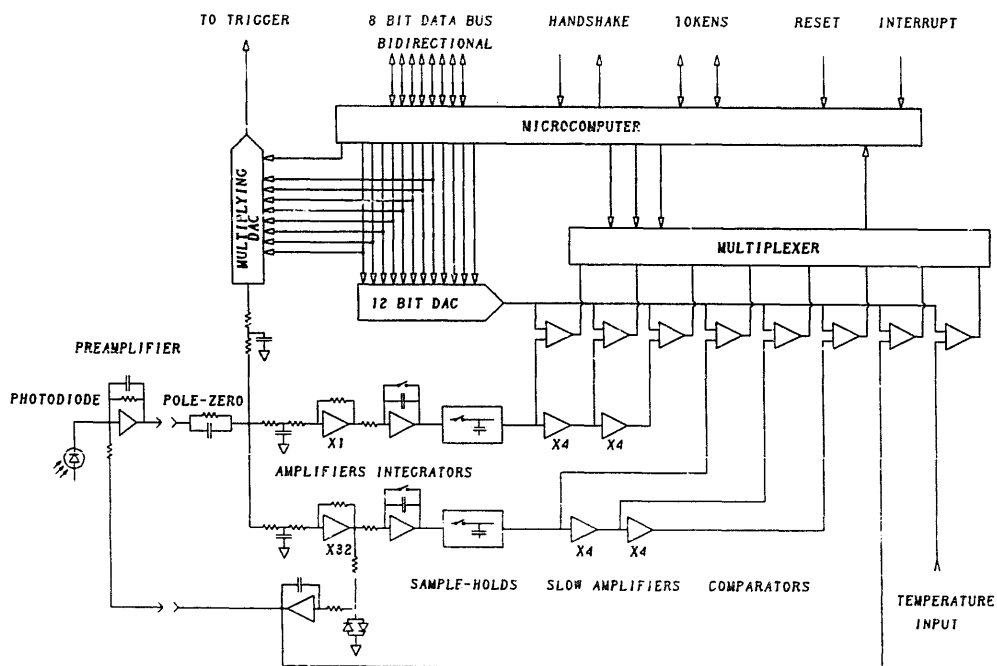 TO TRIGGER
8 BIT DATA BUS
BIDIRECTIONAL
HANDSHAKE
TOKENS
RESET
INTERRUPT
MICROCOMPUTER
MULTIPLYING
DAC
MULTIPLEXER
12 BIT DAC
PREAMPLIFIER
PHOTODIODE
POLE-ZERO
X1
X4
X4
AMPLIFIERS INTEGRATORS
X32
X4
X4
SAMPLE-HOLDS
SLOW AMPLIFIERS
COMPARATORS
TEMPERATURE
INPUT